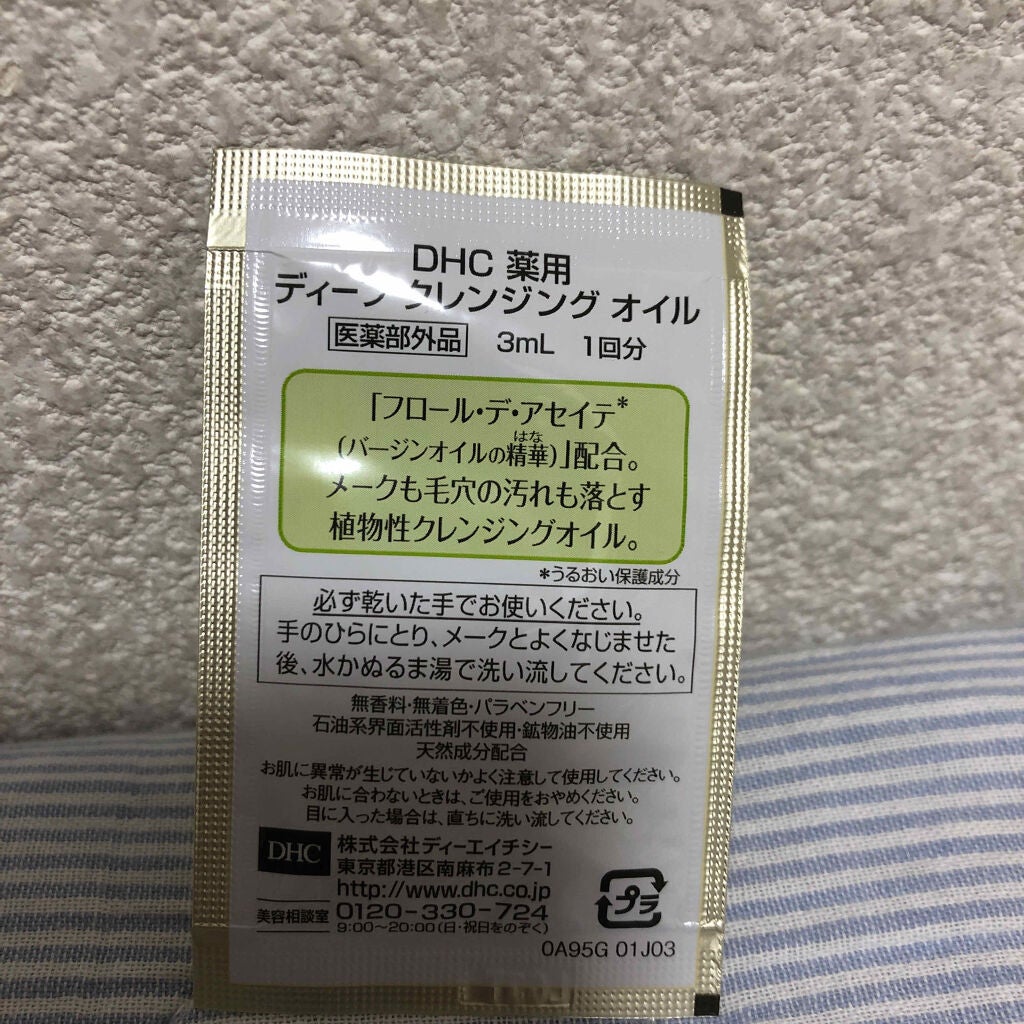 DHC 薬用
ディープ クレンジング オイル
医薬部外品 3mL 1回分
「フロール・デ・アセイテ*
はな
(バージンオイルの精華)」配合。
メークも毛穴の汚れも落とす
植物性クレンジングオイル。
*うるおい保護成分
必ず乾いた手でお使いください。
手のひらにとり、メークとよくなじませた
後、水かぬるま湯で洗い流してください。
無香料・無着色・パラベンフリー
石油系界面活性剤不使用・鉱物油不使用
天然成分配合
お肌に異常が生じていないかよく注意して使用してください。
お肌に合わないときは、ご使用をおやめください。
目に入った場合は、直ちに洗い流してください。
DHC 株式会社ディーエイチシー
東京都港区南麻布2-7-1
http://www.dhc.co.jp
美容相談室 0120-330-724
9:00~20:00(日・祝日をのぞく)
プラ
0A95G 01J03